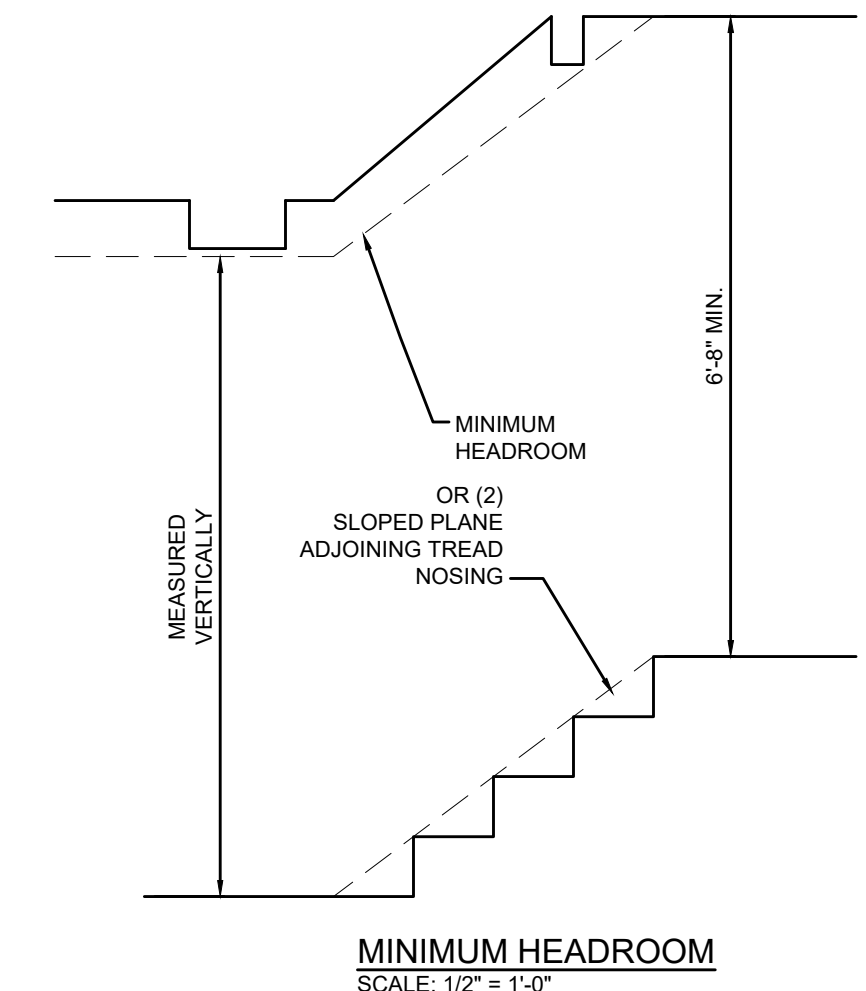 6'-8" MIN.
MINIMUM
HEADROOM
OR (2)
SLOPED PLANE
ADJOINING TREAD
NOSING
MEASURED
VERTICALLY
MINIMUM HEADROOM
SCALE: 1/2" = 1'-0"